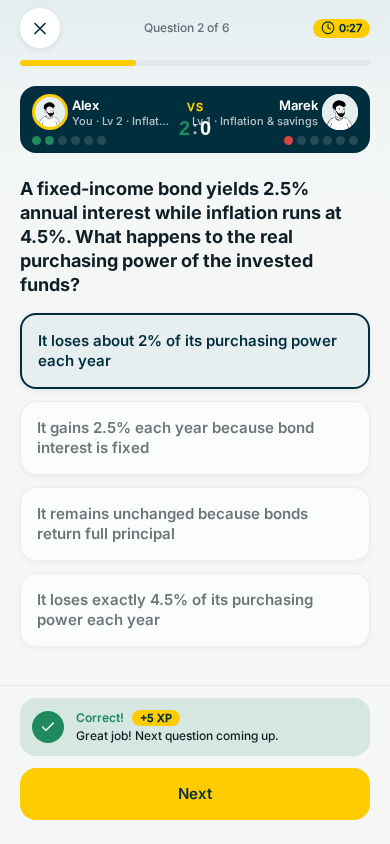 Question 2 of 6
0:27
Alex
You · Lv 2 · Inflat...
VS
2:0
Marek
Lv 1 · Inflation & savings
A fixed-income bond yields 2.5%
annual interest while inflation runs at
4.5%. What happens to the real
purchasing power of the invested
funds?
It loses about 2% of its purchasing power
each year
It gains 2.5% each year because bond
interest is fixed
It remains unchanged because bonds
return full principal
It loses exactly 4.5% of its purchasing
power each year
Correct!
+5 XP
Great job! Next question coming up.
Next